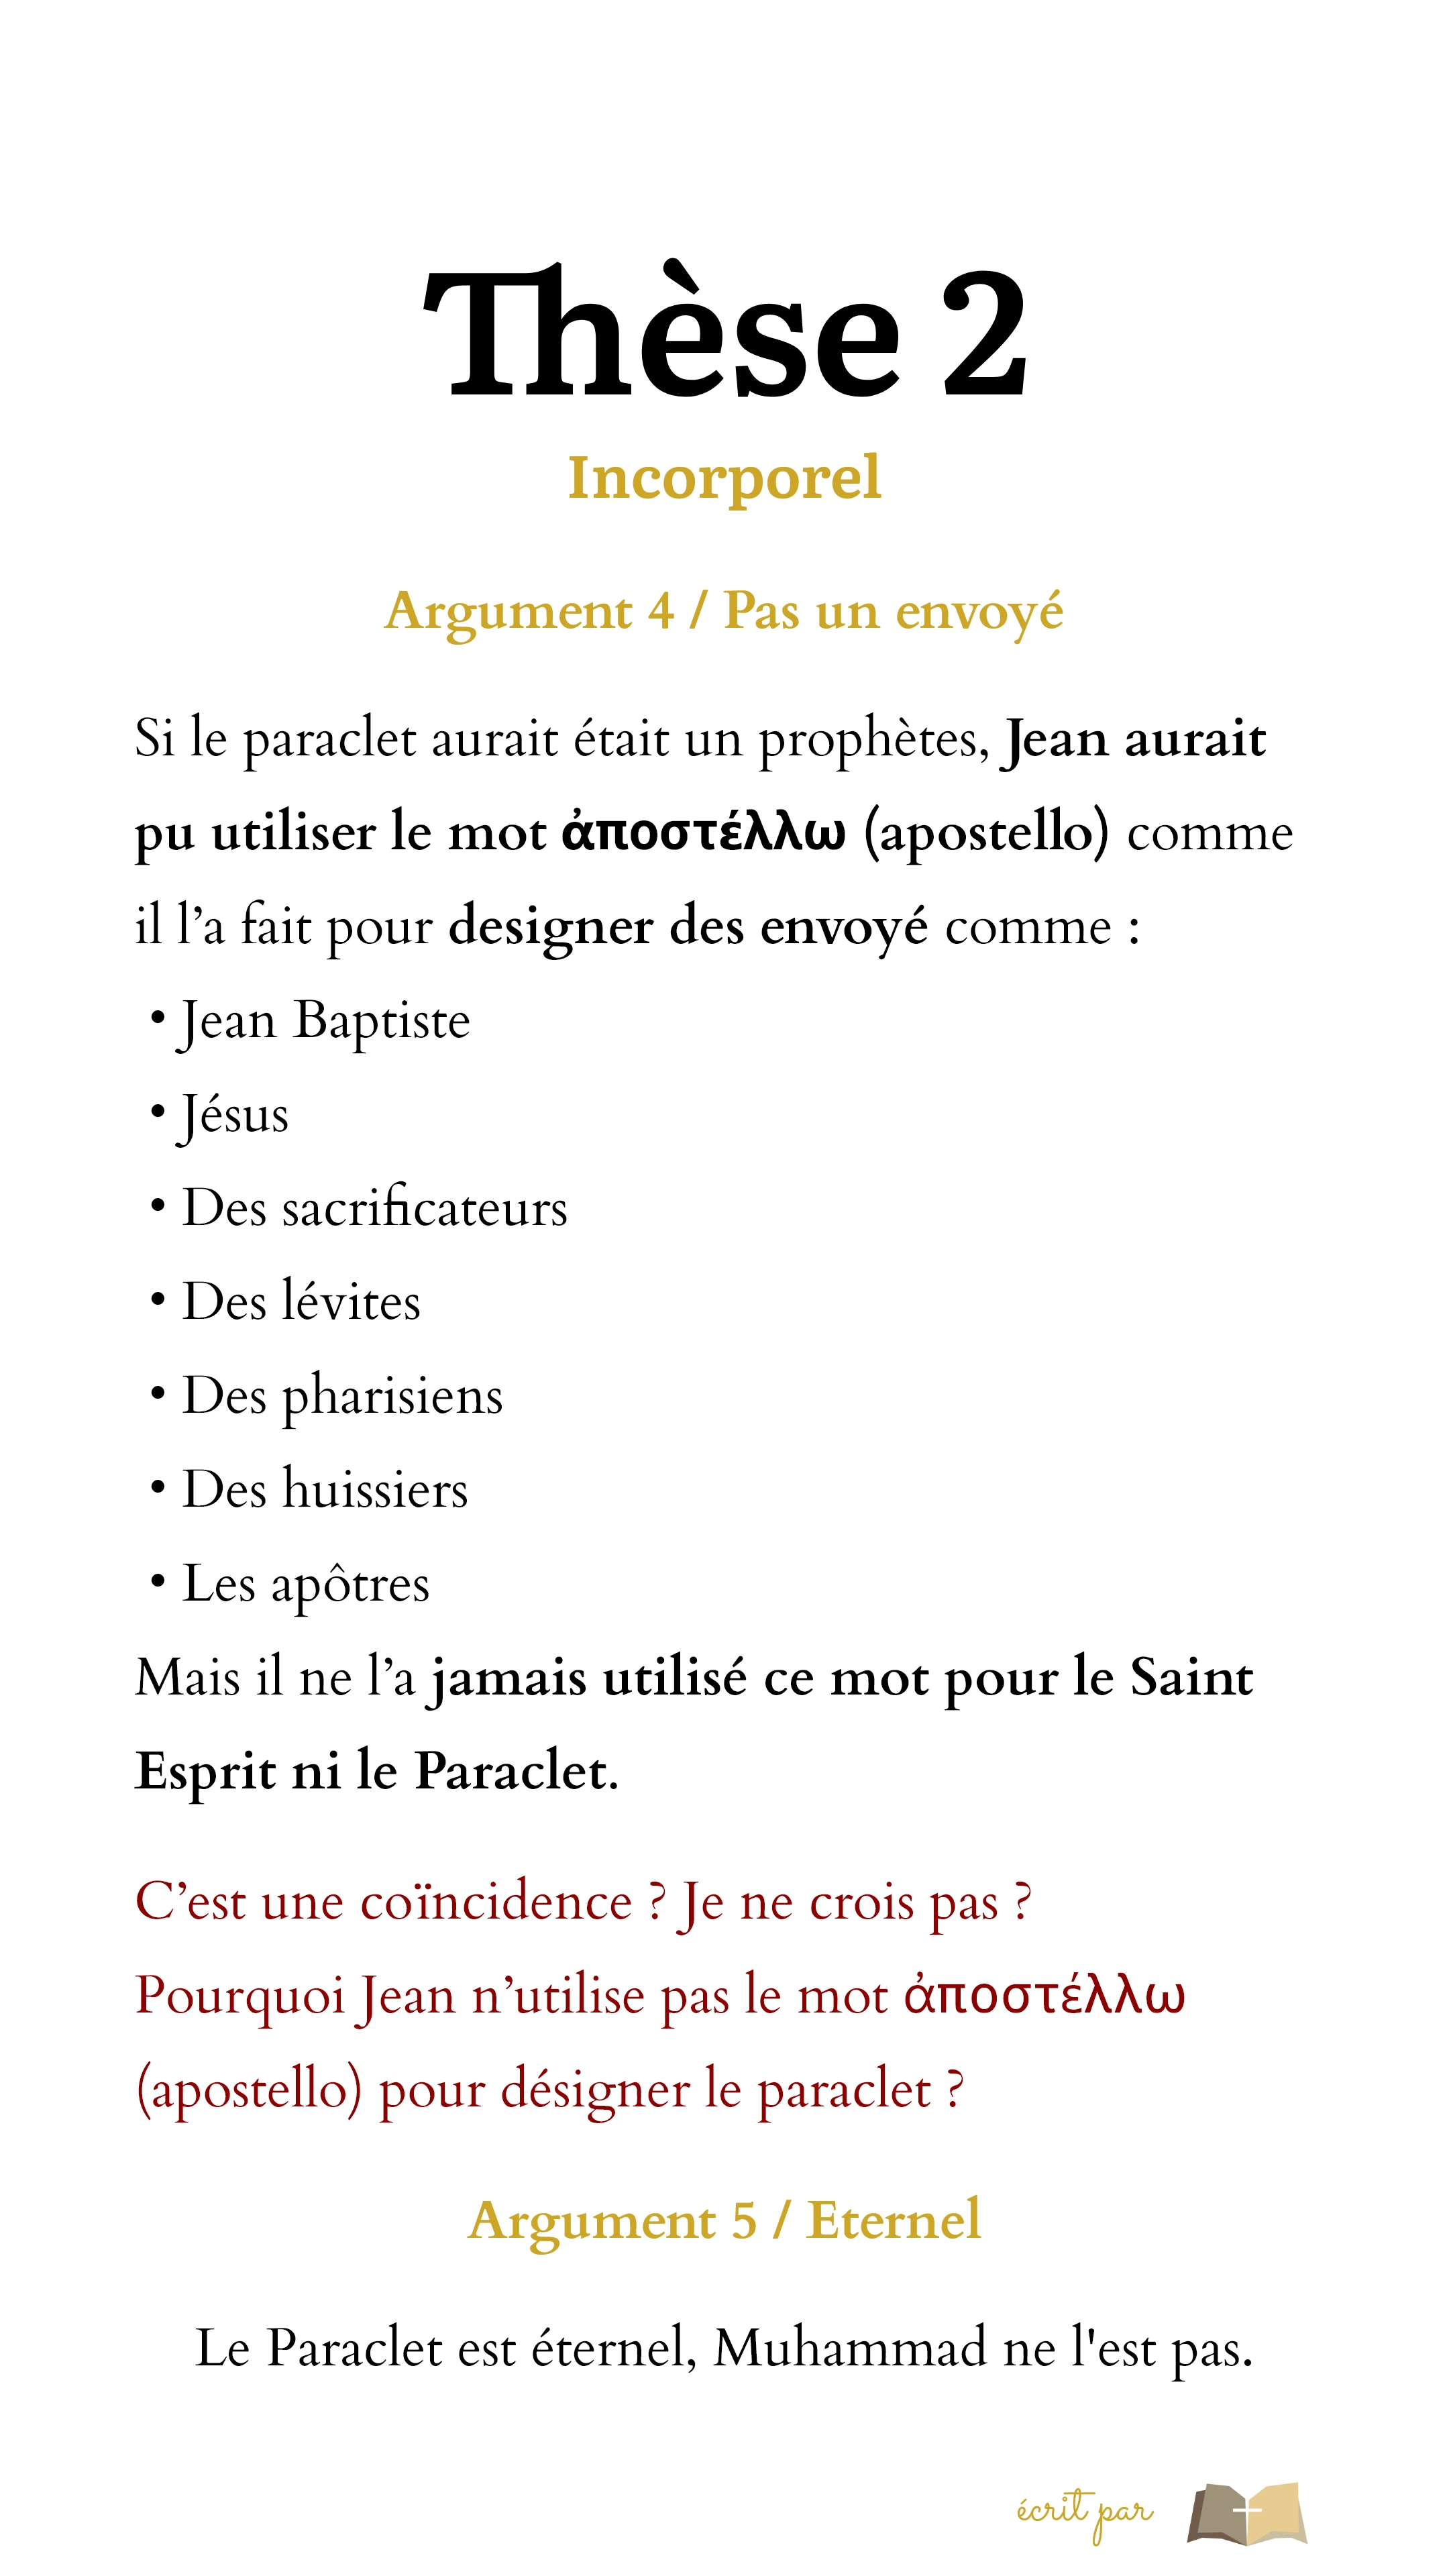 Thèse 2
Incorporel
Argument 4 / Pas un envoyé
Si le paraclet aurait était un prophètes, Jean aurait
pu utiliser le mot ἀποστέλλω (apostello) comme
il l’a fait pour designer des envoyé comme :
• Jean Baptiste
• Jésus
• Des sacrificateurs
• Des lévites
• Des pharisiens
• Des huissiers
• Les apôtres
Mais il ne l’a jamais utilisé ce mot pour le Saint
Esprit ni le Paraclet.
C’est une coïncidence ? Je ne crois pas ?
Pourquoi Jean n’utilise pas le mot ἀποστέλλω
(apostello) pour désigner le paraclet ?
Argument 5 / Eternel
Le Paraclet est éternel, Muhammad ne l'est pas.
écrit par